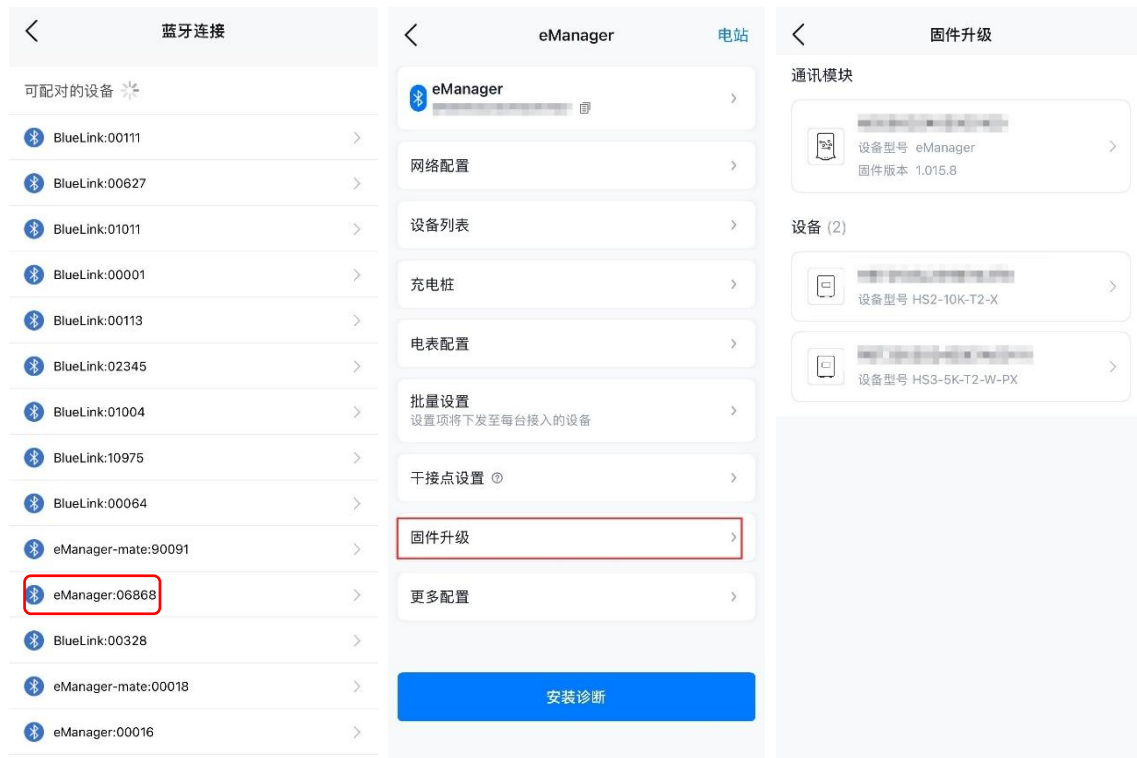 蓝牙连接
可配对的设备
BlueLink:00111
BlueLink:00627
BlueLink:01011
BlueLink:00001
BlueLink:00113
BlueLink:02345
BlueLink:01004
BlueLink:10975
BlueLink:00064
eManager-mate:90091
eManager:06868
BlueLink:00328
eManager-mate:00018
eManager:00016
eManager 电站
eManager
网络配置
设备列表
充电桩
电表配置
批量设置
设置项将下发至每台接入的设备
干接点设置
固件升级
更多配置
安装诊断
固件升级
通讯模块
设备型号 eManager
固件版本 1.015.8
设备 (2)
设备型号 HS2-10K-T2-X
设备型号 HS3-5K-T2-W-PX